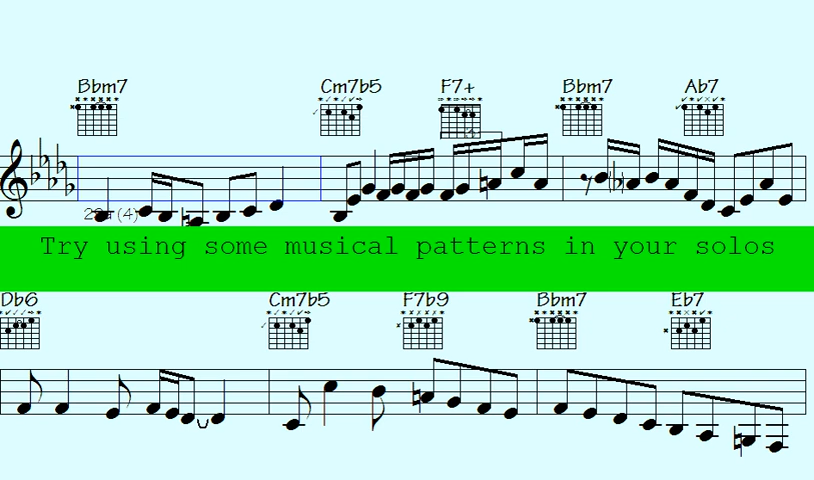 Bbm7 Cm7b5 F7+ Bbm7 Ab7
Try using some musical patterns in your solos
Db6 Cm7b5 F7b9 Bbm7 Eb7